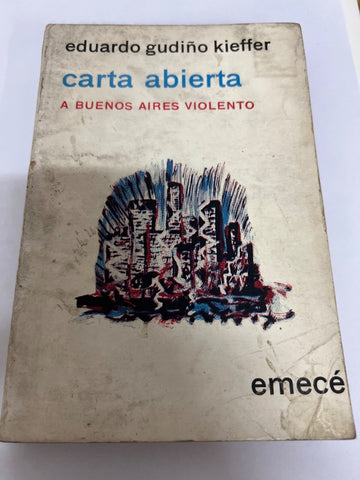 eduardo gudiño kieffer
carta abierta
A BUENOS AIRES VIOLENTO
emecé